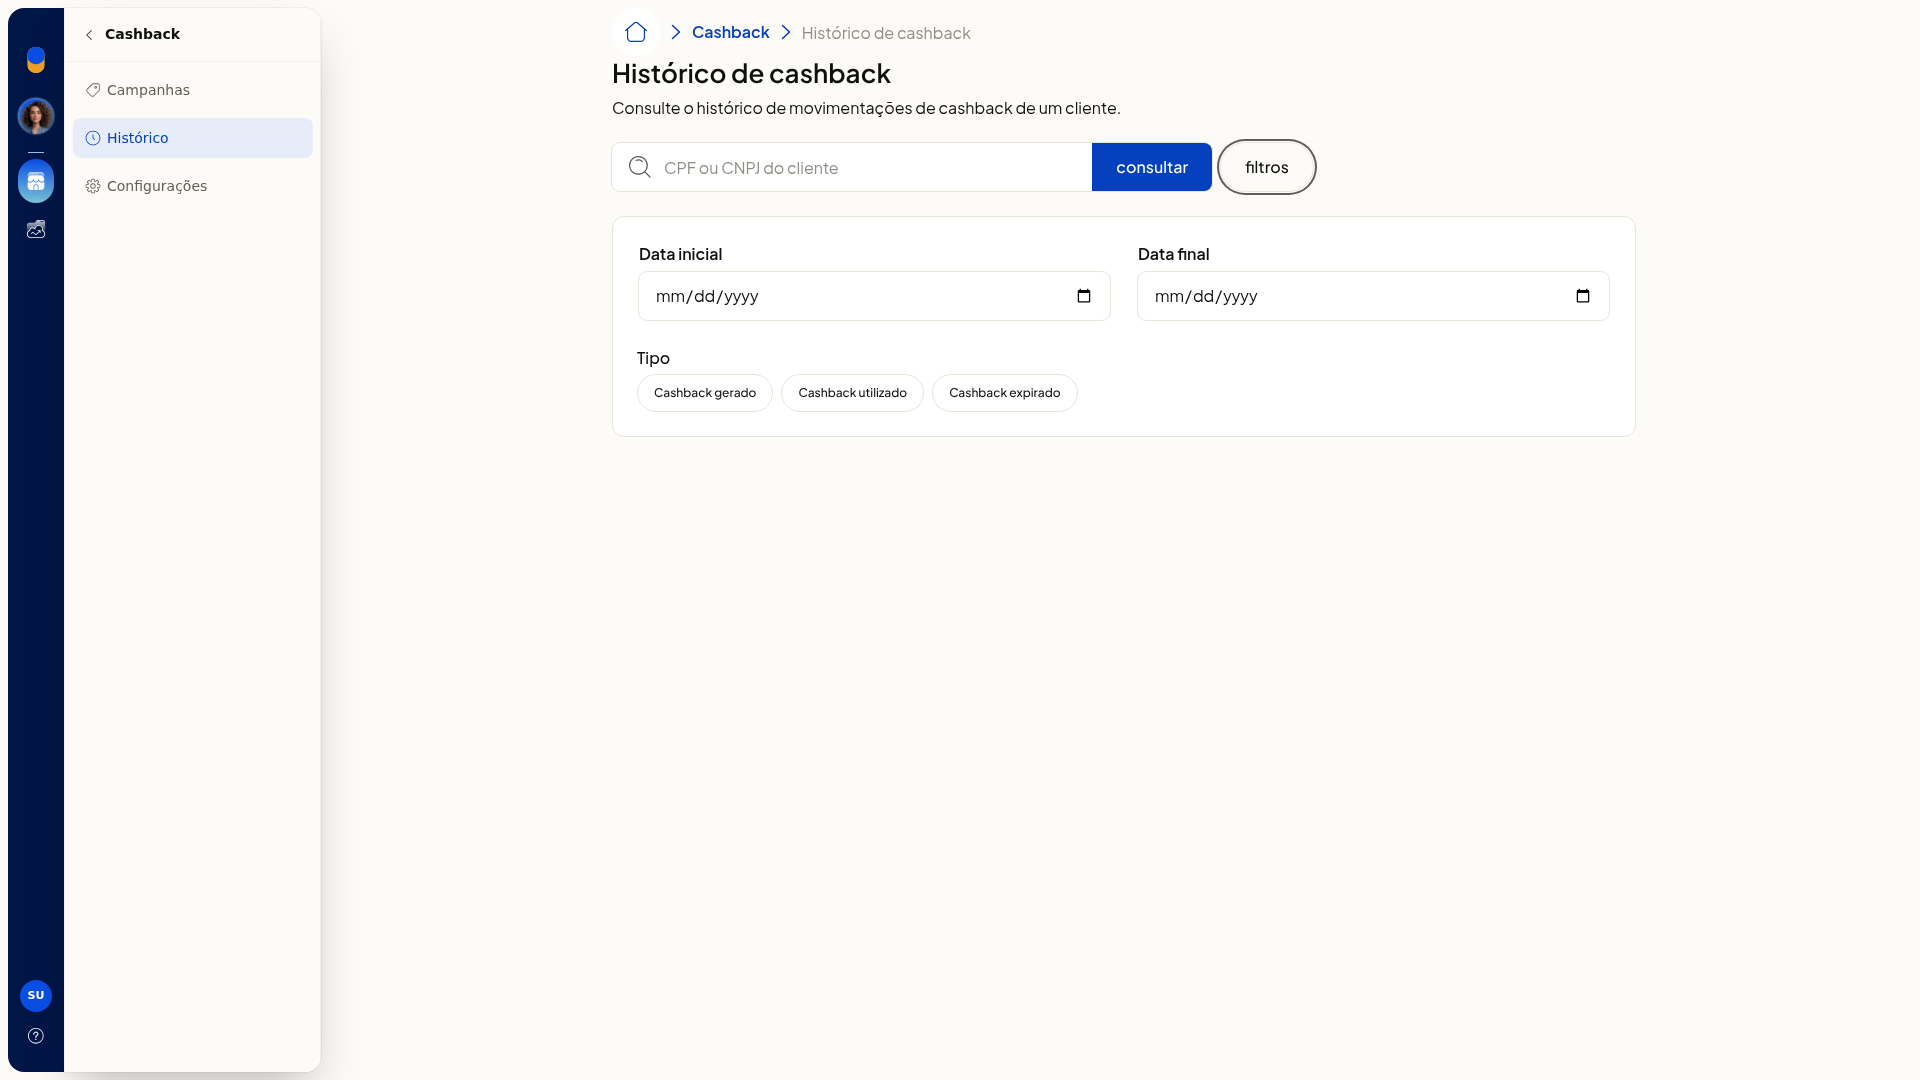 Cashback
Campanhas
Histórico
Configurações
SU
Cashback
Histórico de cashback
Histórico de cashback
Consulte o histórico de movimentações de cashback de um cliente.
CPF ou CNPJ do cliente
consultar
filtros
Data inicial
Data final
mm/dd/yyyy
mm/dd/yyyy
Tipo
Cashback gerado
Cashback utilizado
Cashback expirado